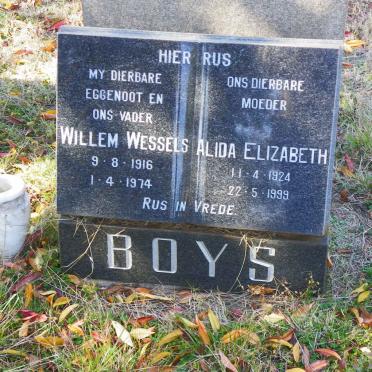 HIER RUS
MY DIERBARE
EGGENOOT EN
ONS VADER
WILLEM WESSELS
9 - 8 - 1916
1 - 4 - 1974
ONS DIERBARE
MOEDER
ALIDA ELIZABETH
11 - 4 - 1924
22 - 5 - 1999
RUS IN VREDE
BOYS